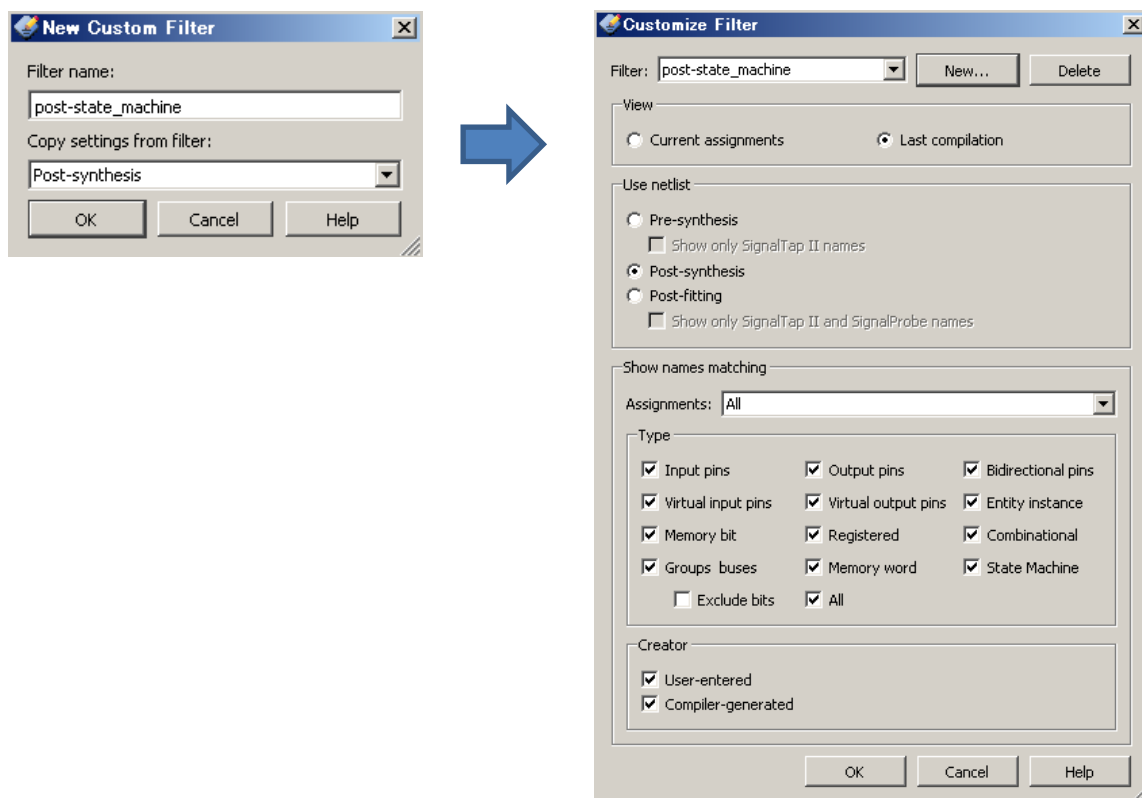 New Custom Filter
Filter name:
post-state_machine
Copy settings from filter:
Post-synthesis
OK Cancel Help
Customize Filter
Filter: post-state_machine New... Delete
View
Current assignments Last compilation
Use netlist
Pre-synthesis
Show only SignalTap II names
Post-synthesis
Post-fitting
Show only SignalTap II and SignalProbe names
Show names matching
Assignments: All
Type
Input pins Output pins Bidirectional pins
Virtual input pins Virtual output pins Entity instance
Memory bit Registered Combinational
Groups buses Memory word State Machine
Exclude bits All
Creator
User-entered
Compiler-generated
OK Cancel Help